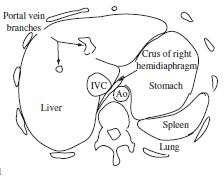 Portal vein
branches
Crus of right
hemidiaphragm
IVC
Ao
Stomach
Liver
Spleen
Lung